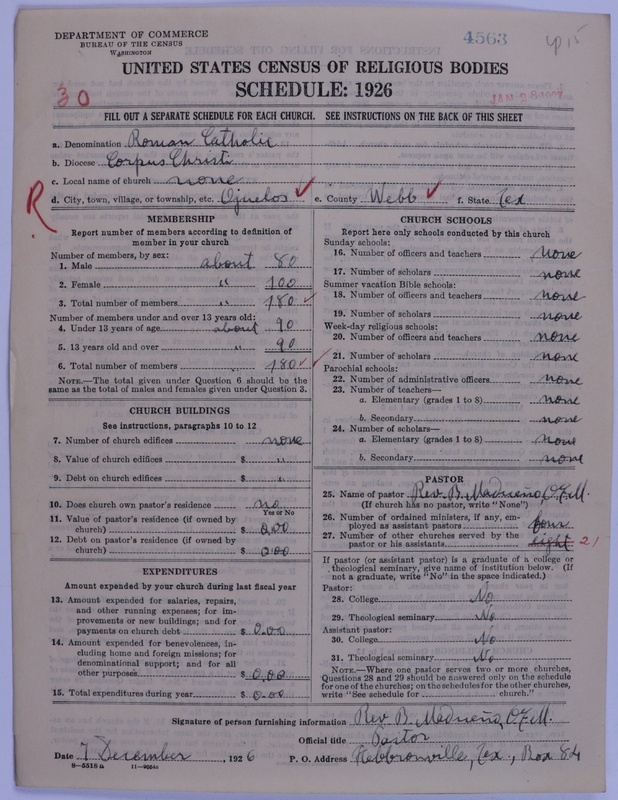 DEPARTMENT OF COMMERCE
BUREAU OF THE CENSUS
WASHINGTON
4563
UNITED STATES CENSUS OF RELIGIOUS BODIES
SCHEDULE: 1926
30
FILL OUT A SEPARATE SCHEDULE FOR EACH CHURCH. SEE INSTRUCTIONS ON THE BACK OF THIS SHEET
a. Denomination Roman Catholic
b. Diocese Corpus Christi
c. Local name of church none
R
d. City, town, village, or township, etc. Ojuelos e. County Webb f. State Tex
MEMBERSHIP
Report number of members according to definition of
member in your church
Number of members, by sex:
1. Male about 80
2. Female " 100
3. Total number of members " 180
Number of members under and over 13 years old:
4. Under 13 years of age about 90
5. 13 years old and over " 90
6. Total number of members 180
NOTE.—The total given under Question 6 should be the
same as the total of males and females given under Question 3.
CHURCH BUILDINGS
See instructions, paragraphs 10 to 12
7. Number of church edifices none
8. Value of church edifices $ "
9. Debt on church edifices $ "
10. Does church own pastor's residence no
Yes or No
11. Value of pastor's residence (if owned by
church) $ 0,00
12. Debt on pastor's residence (if owned by
church) $ 0.00
EXPENDITURES
Amount expended by your church during last fiscal year
13. Amount expended for salaries, repairs,
and other running expenses; for im-
provements or new buildings; and for
payments on church debt $ 0.00
14. Amount expended for benevolences, in-
cluding home and foreign missions; for
denominational support; and for all
other purposes $ 0,00
15. Total expenditures during year $ 0.00
CHURCH SCHOOLS
Report here only schools conducted by this church
Sunday schools:
16. Number of officers and teachers none
17. Number of scholars none
Summer vacation Bible schools:
18. Number of officers and teachers none
19. Number of scholars none
Week-day religious schools:
20. Number of officers and teachers none
21. Number of scholars none
Parochial schools:
22. Number of administrative officers none
23. Number of teachers—
a. Elementary (grades 1 to 8) none
b. Secondary none
24. Number of scholars—
a. Elementary (grades 1 to 8) none
b. Secondary none
PASTOR
25. Name of pastor Rev. B. Madueño, O.F.M.
(If church has no pastor, write "None")
26. Number of ordained ministers, if any, em-
ployed as assistant pastors four
27. Number of other churches served by the
pastor or his assistants eight 21
If pastor (or assistant pastor) is a graduate of a college or
theological seminary, give name of institution below. (If
not a graduate, write "No" in the space indicated.)
Pastor:
28. College No
29. Theological seminary No
Assistant pastor:
30. College No
31. Theological seminary No
NOTE.—Where one pastor served two or more churches,
Questions 28 and 29 should be answered only on the schedule
for one of the churches; on the schedules for the other churches,
write "See schedule for church."
Signature of person furnishing information Rev. B. Madueño, O.F.M.
Official title Pastor
Date 7 December, 1926 P. O. Address Hebbronville, Tex., Box 84
8—5518 a